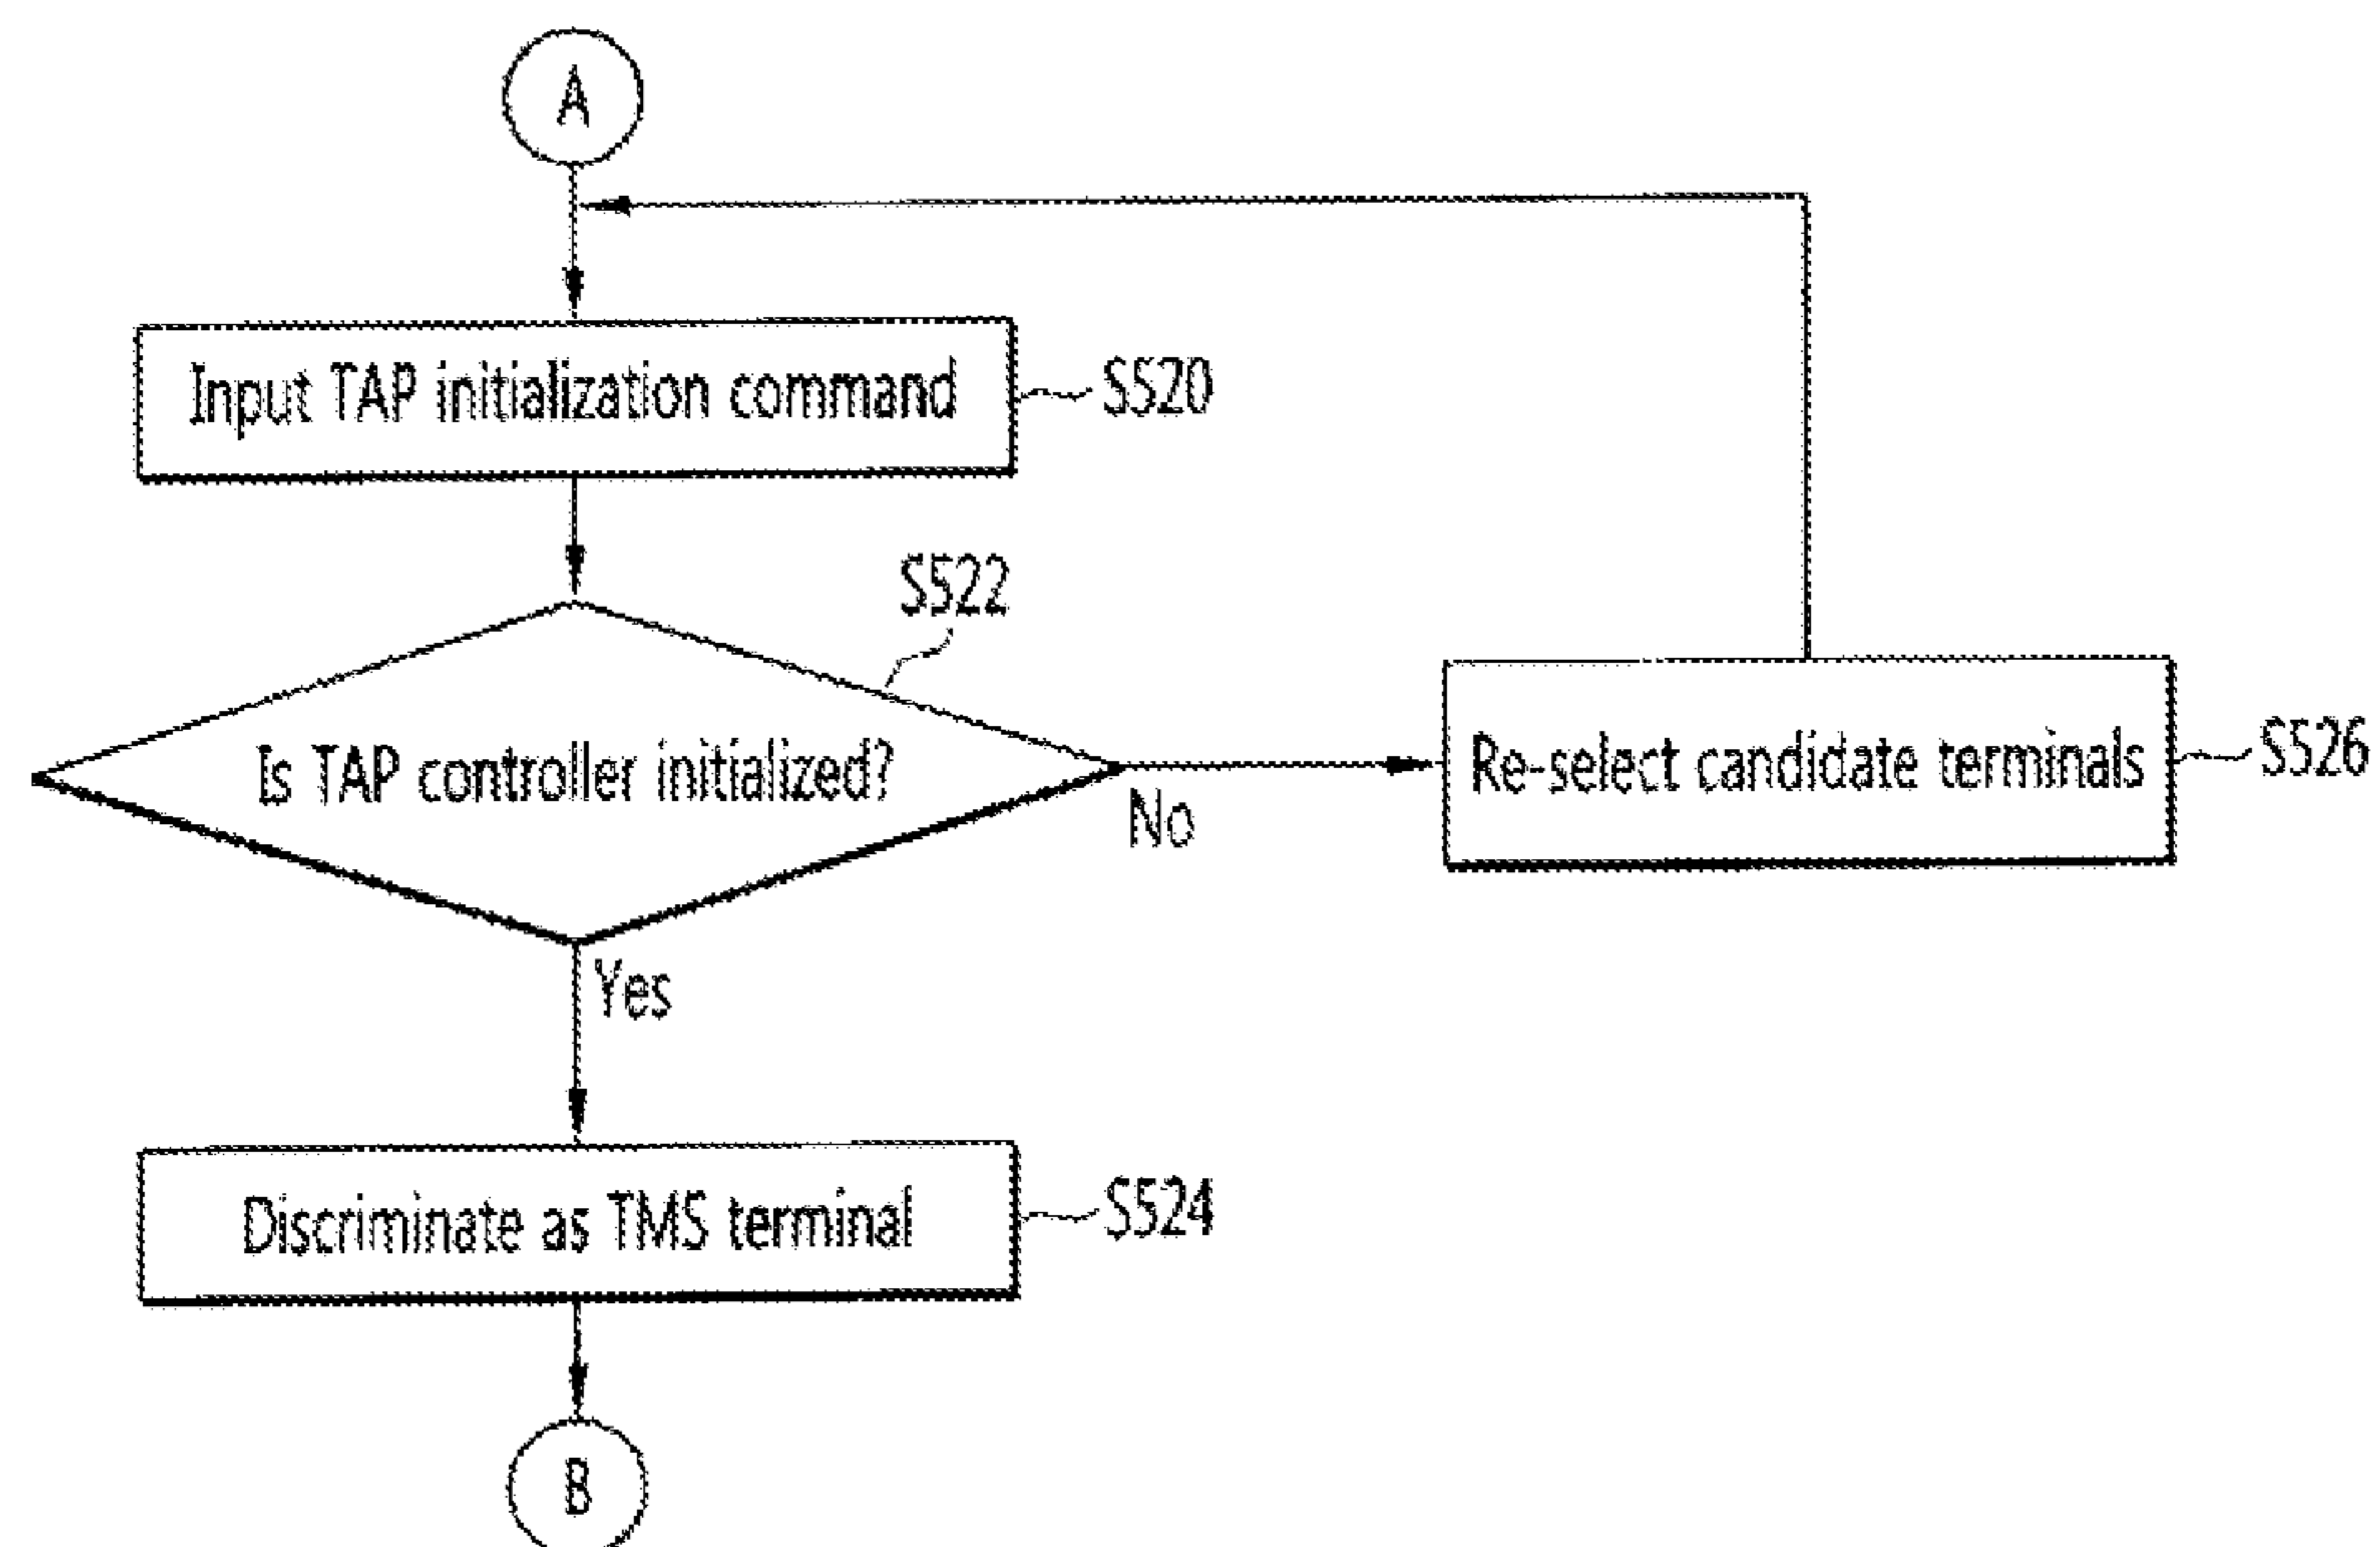 A
Input TAP initialization command
S520
S522
Is TAP controller initialized?
No
Re-select candidate terminals
S526
Yes
Discriminate as TMS terminal
S524
B